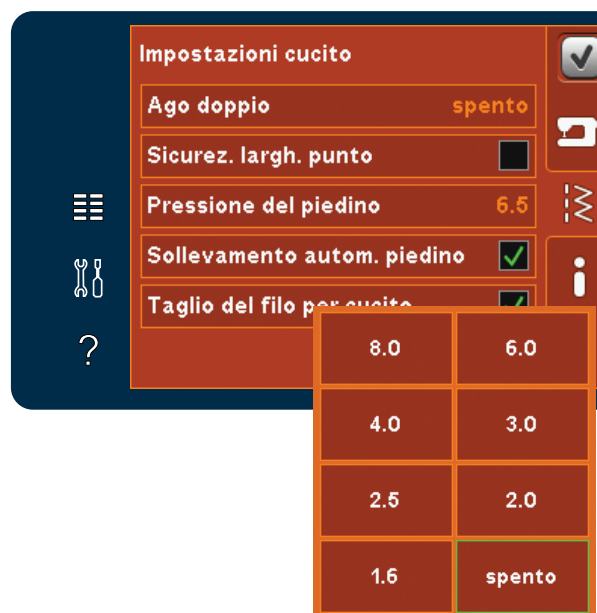 Impostazioni cucito
Ago doppio spento
Sicurez. largh. punto
Pressione del piedino 6.5
Sollevamento autom. piedino
Taglio del filo per cucito
?
8.0 6.0
4.0 3.0
2.5 2.0
1.6 spento